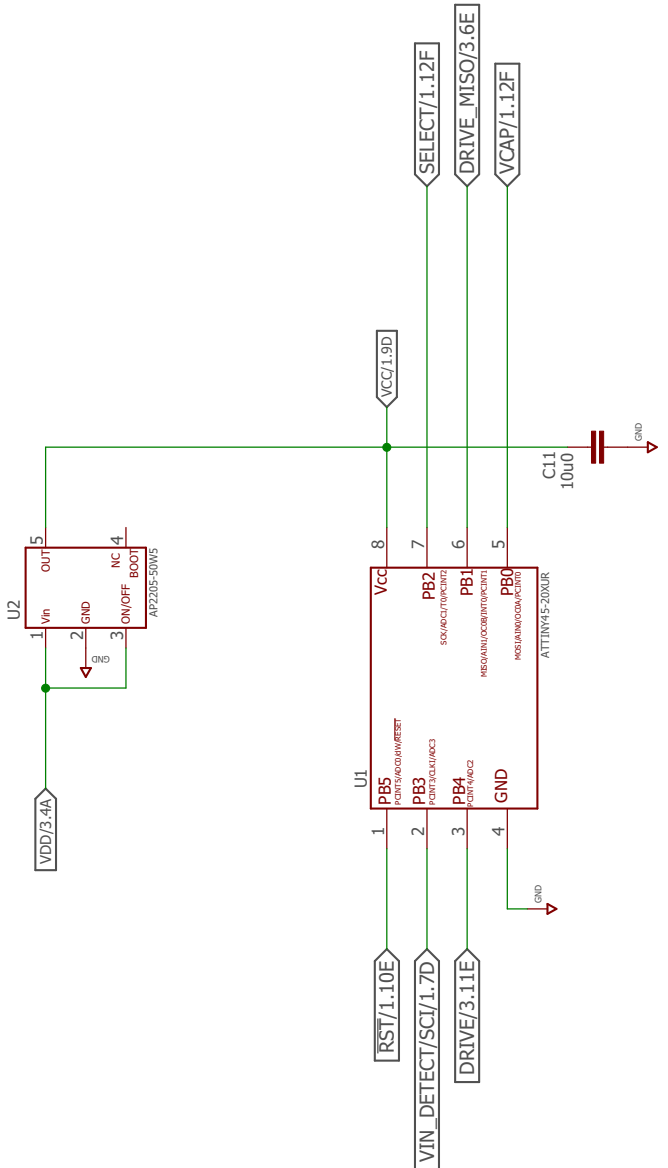 U2
1
Vin
OUT
5
2
GND
NC
4
3
ON/OFF
BOOT
AP2205-50W5
GND
VDD/3.4A
VCC/1.9D
SELECT/1.12F
DRIVE_MISO/3.6E
VCAP/1.12F
C11
10u0
GND
U1
1
PB5
PCINT5/ADC0/dW/RESET
Vcc
8
2
PB3
PCINT3/CLKI/ADC3
PB2
SCK/ADC1/T0/PCINT2
7
3
PB4
PCINT4/ADC2
PB1
MISO/AIN1/OC0B/INT0/PCINT1
6
4
GND
PB0
MOSI/AIN0/OC0A/PCINT0
5
ATTINY45-20XUR
GND
RST/1.10E
VIN_DETECT/SCI/1.7D
DRIVE/3.11E